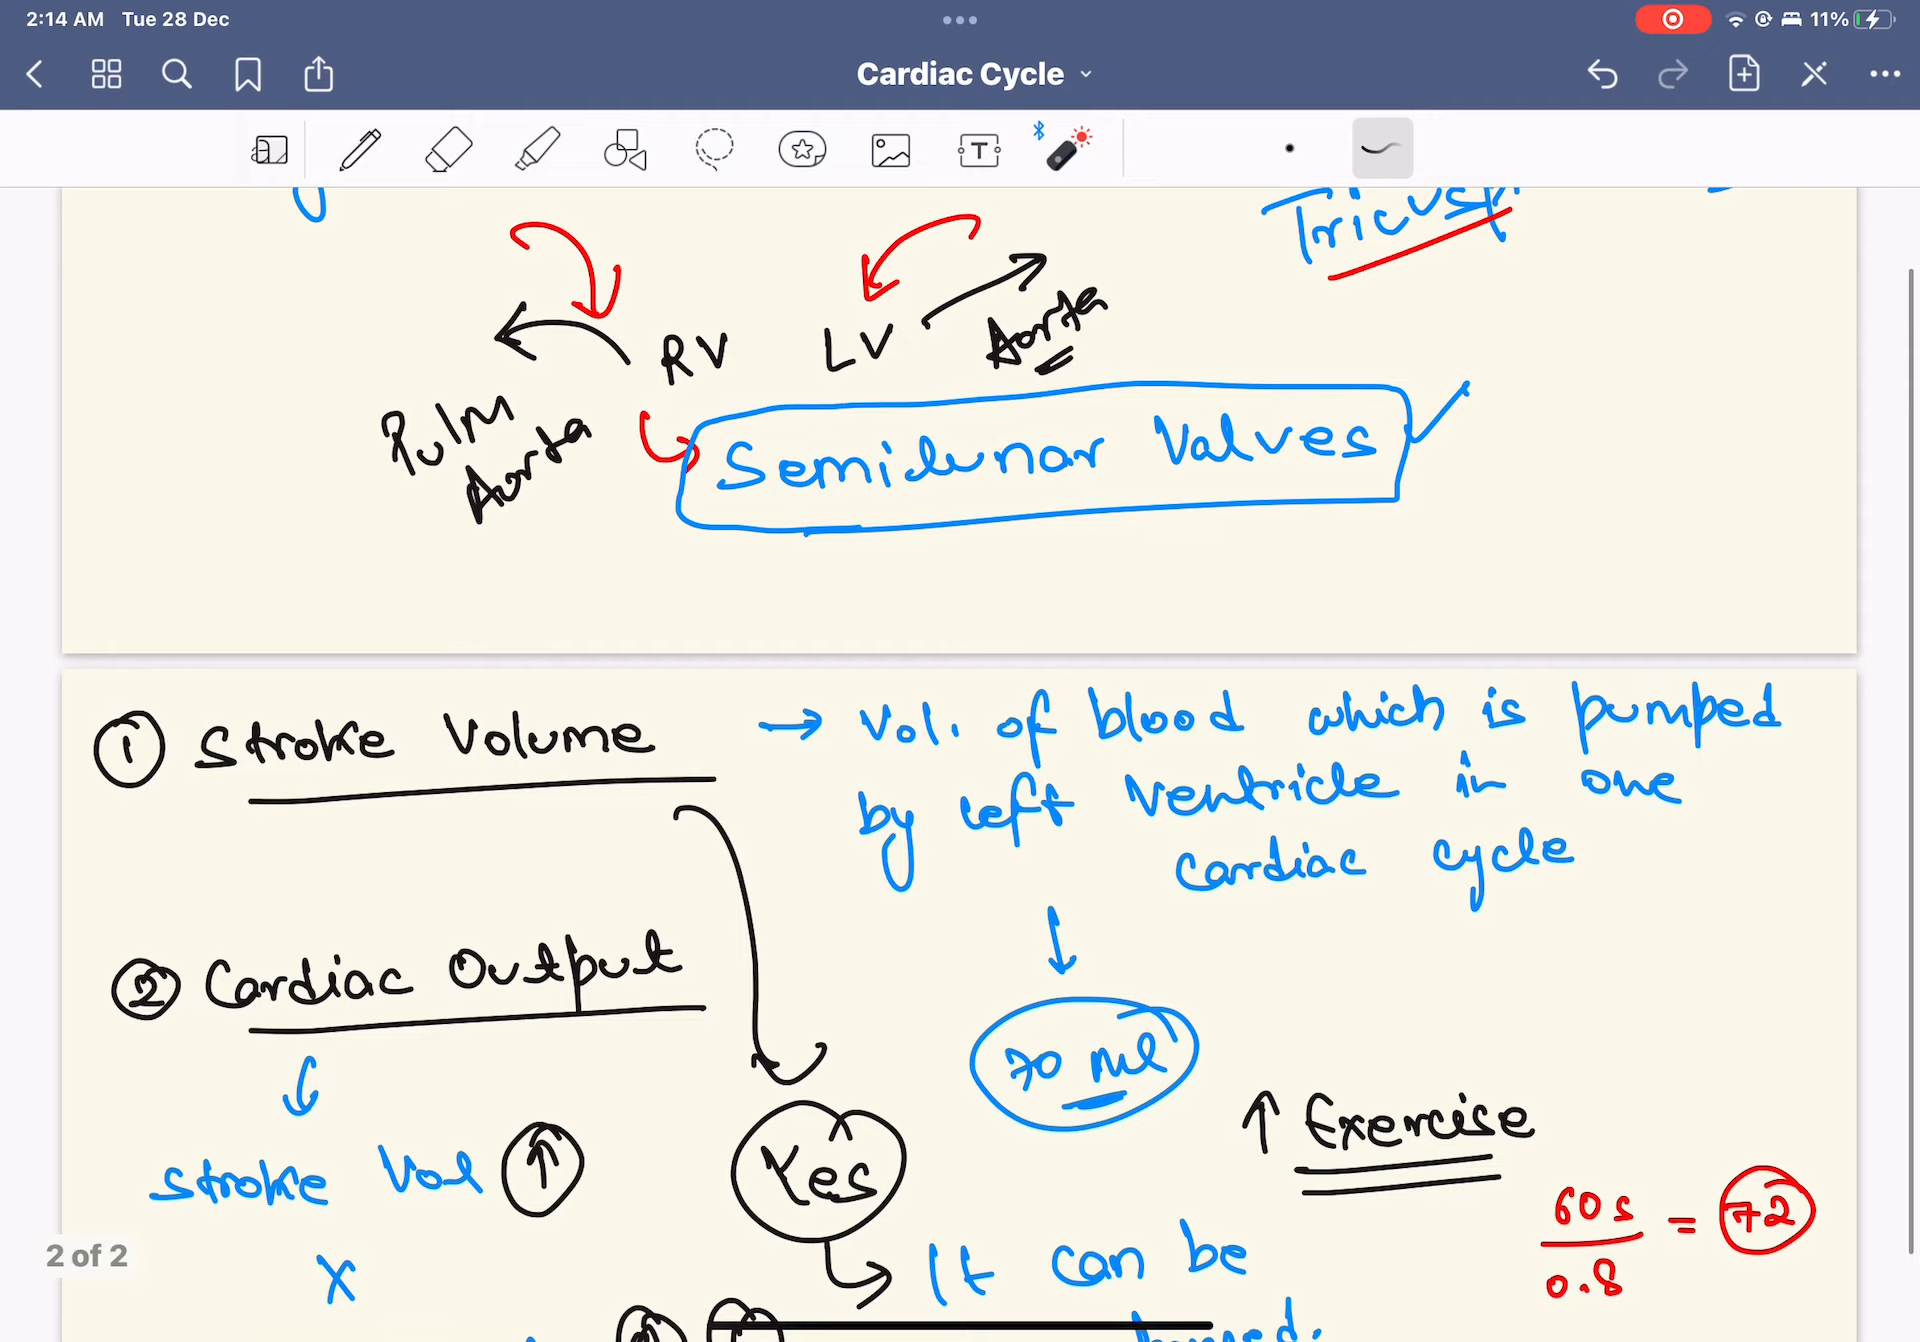 2:14 AM Tue 28 Dec
11%
Cardiac Cycle
T
Tricusp
RV LV Aorta
Pulm
Aorta
Semilunar Valves
① Stroke Volume → Vol. of blood which is pumped
by left ventricle in one
cardiac cycle
② Cardiac Output
70 ml
↑ Exercise
Stroke Vol ↑
Yes
60 s
0.8
= 72
2 of 2
X
It can be